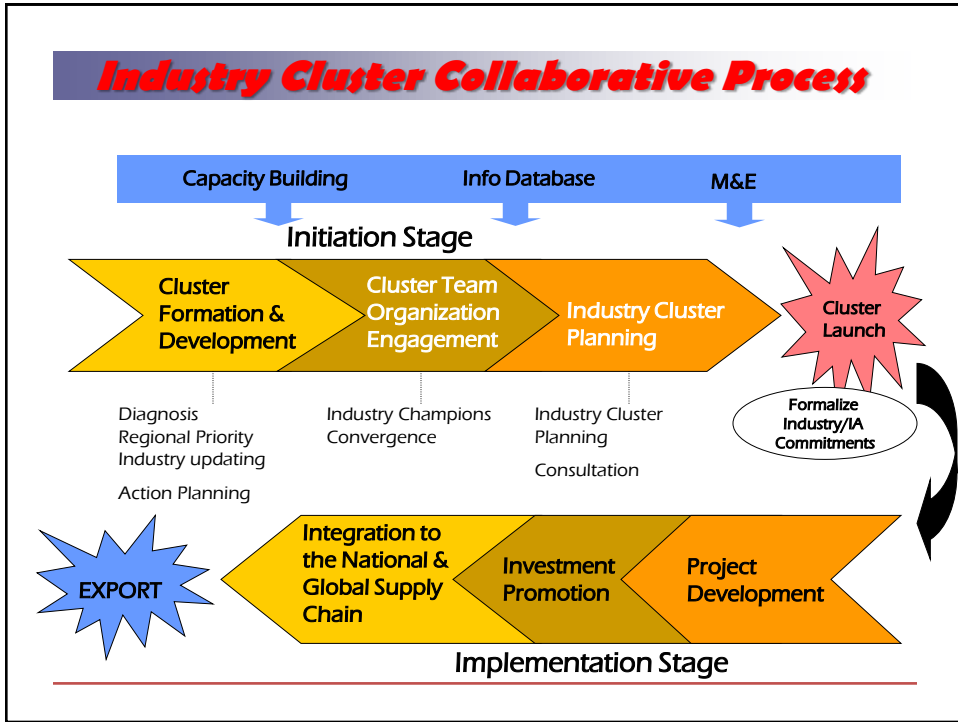 Industry Cluster Collaborative Process
Capacity Building
Info Database
M&E
Initiation Stage
Cluster
Formation &
Development
Cluster Team
Organization
Engagement
Industry Cluster
Planning
Cluster
Launch
Diagnosis
Regional Priority
Industry updating
Action Planning
Industry Champions
Convergence
Industry Cluster
Planning
Consultation
Formalize
Industry/IA
Commitments
Project
Development
Investment
Promotion
Integration to
the National &
Global Supply
Chain
EXPORT
Implementation Stage